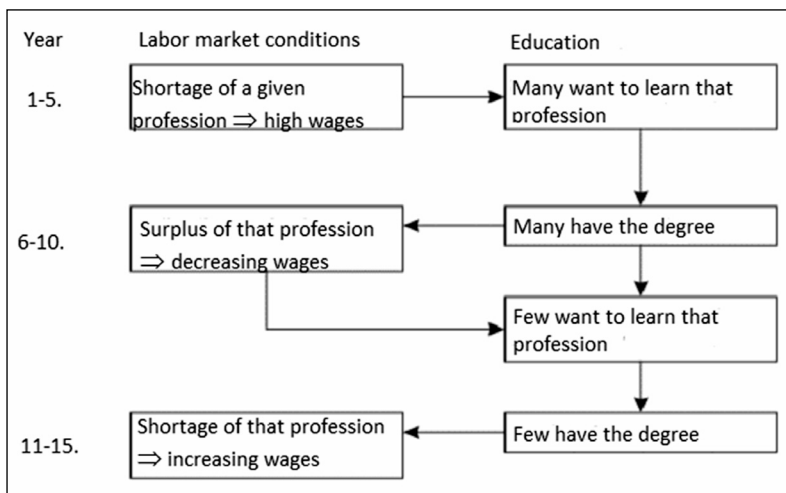 Year
Labor market conditions
Education
1-5.
Shortage of a given
profession ⇒ high wages
Many want to learn that
profession
6-10.
Surplus of that profession
⇒ decreasing wages
Many have the degree
Few want to learn that
profession
11-15.
Shortage of that profession
⇒ increasing wages
Few have the degree